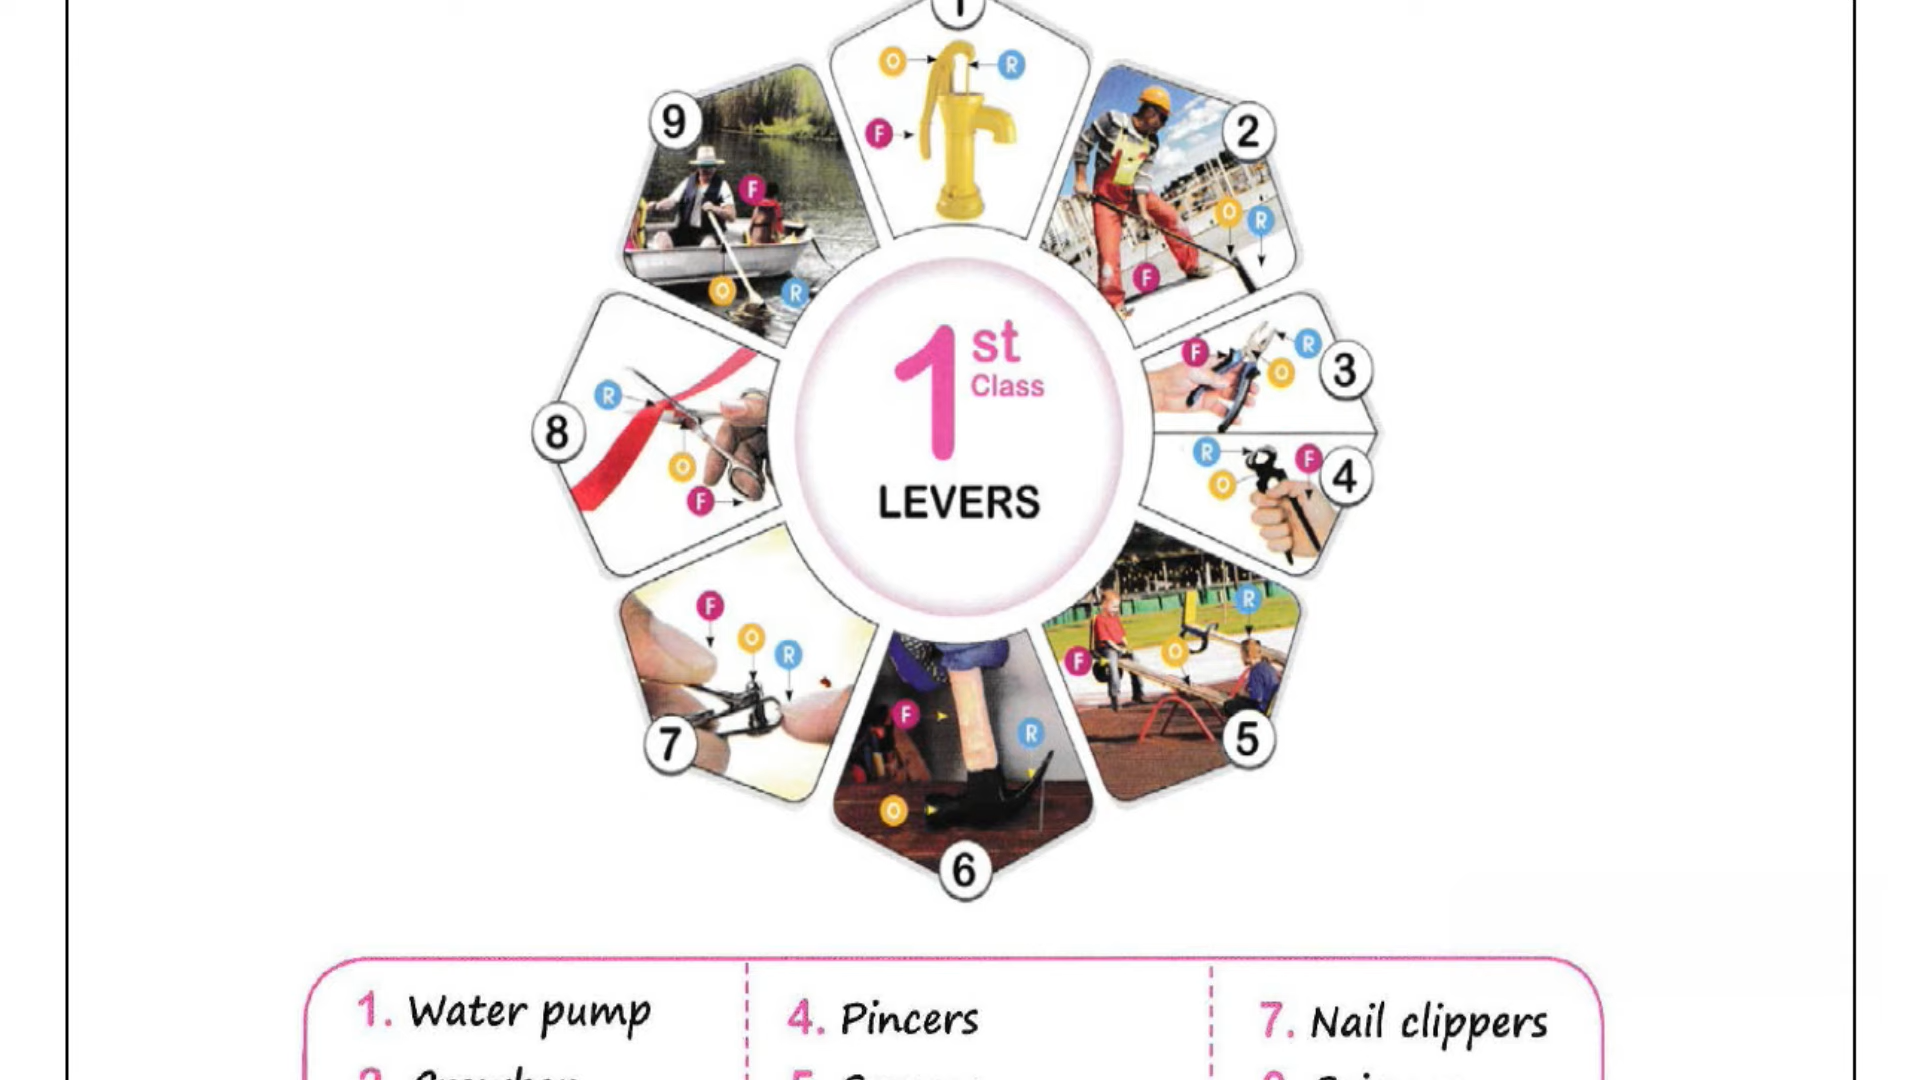 1
O R
F
9
2
F
O R
F
O R
F R
O
3
R
8
O
F
1st
Class
LEVERS
R F
O
4
F
O
R
7
R
F O
5
F
R
O
6
1. Water pump
4. Pincers
7. Nail clippers